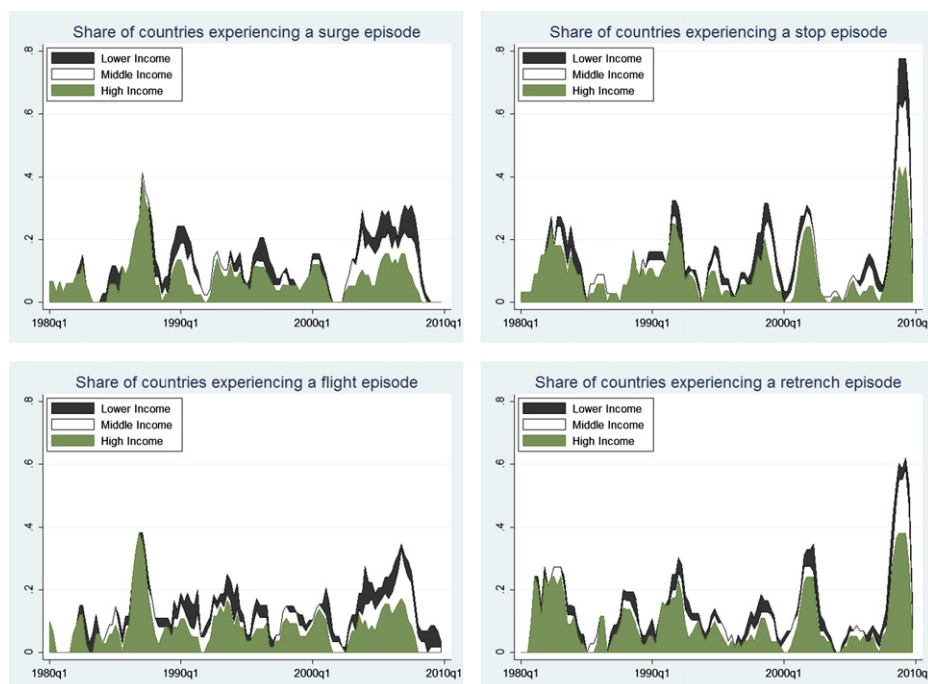 Share of countries experiencing a surge episode
.8
.6
.4
.2
0
Lower Income
Middle Income
High Income
1980q1 1990q1 2000q1 2010q1
Share of countries experiencing a stop episode
.8
.6
.4
.2
0
Lower Income
Middle Income
High Income
1980q1 1990q1 2000q1 2010q1
Share of countries experiencing a flight episode
.8
.6
.4
.2
0
Lower Income
Middle Income
High Income
1980q1 1990q1 2000q1 2010q1
Share of countries experiencing a retrench episode
.8
.6
.4
.2
0
Lower Income
Middle Income
High Income
1980q1 1990q1 2000q1 2010q1